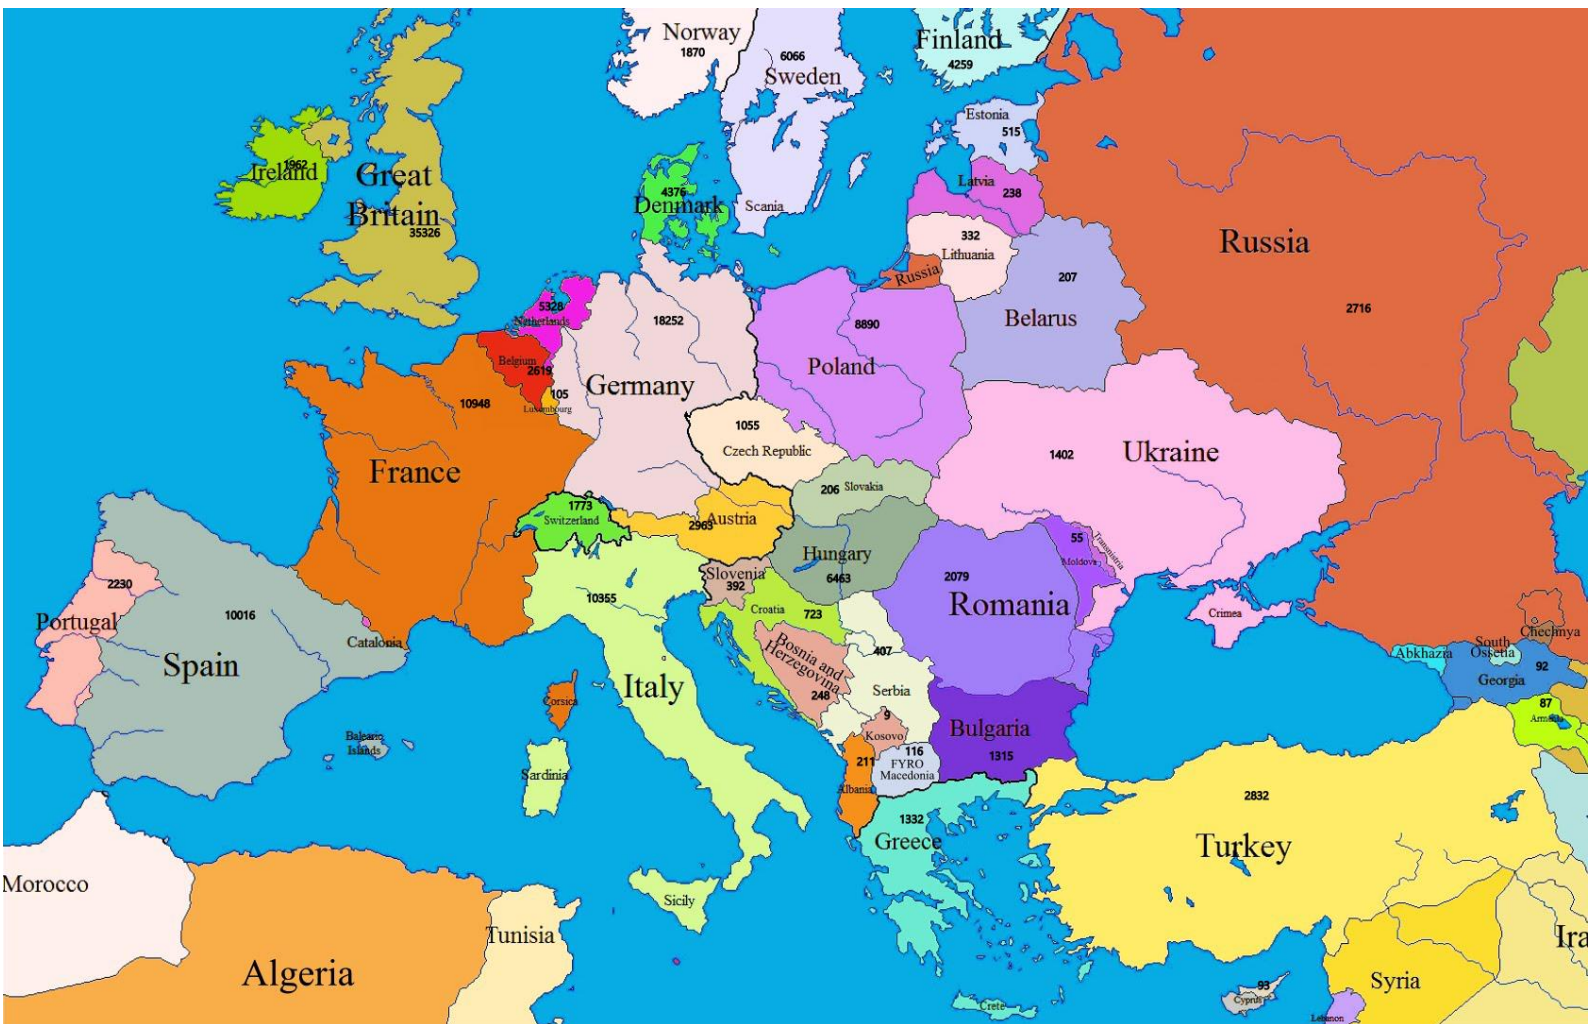 Norway
1870
6066
Sweden
Finland
4259
Estonia
515
1962
Ireland
Great
Britain
35326
4376
Denmark
Scania
Latvia
238
332
Lithuania
Russia
207
Belarus
Russia
2716
5328
Netherlands
18252
8890
Poland
Belgium
2619
105
Luxembourg
Germany
10948
France
1055
Czech Republic
1402
Ukraine
206
Slovakia
1773
Switzerland
2963
Austria
Hungary
6463
55
Moldova
Transnistria
2230
Portugal
10016
Spain
Catalonia
10355
Italy
Slovenia
392
Croatia
723
2079
Romania
Crimea
Chechnya
South
Ossetia
Abkhazia
92
Georgia
Bosnia and
Herzegovina
248
407
Serbia
Corsica
Balearic
Islands
Sardinia
9
Kosovo
Bulgaria
1315
87
Armenia
211
Albania
116
FYRO
Macedonia
1332
Greece
2832
Turkey
Morocco
Sicily
Tunisia
Algeria
Ira
Syria
93
Cyprus
Crete
Lebanon